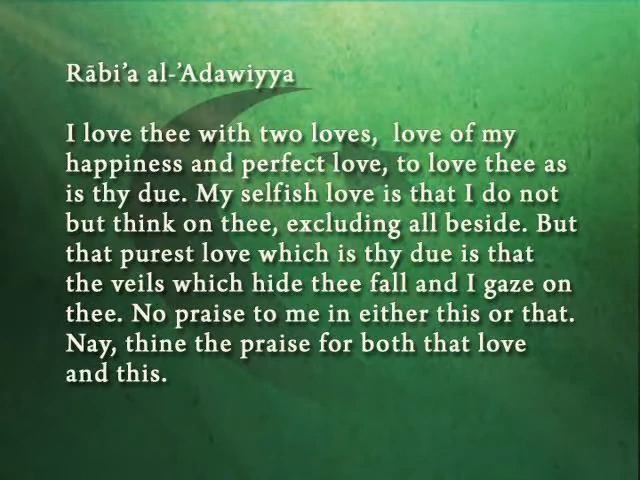 Rābi’a al-’Adawiyya
I love thee with two loves,  love of my
happiness and perfect love, to love thee as
is thy due. My selfish love is that I do not
but think on thee, excluding all beside. But
that purest love which is thy due is that
the veils which hide thee fall and I gaze on
thee. No praise to me in either this or that.
Nay, thine the praise for both that love
and this.